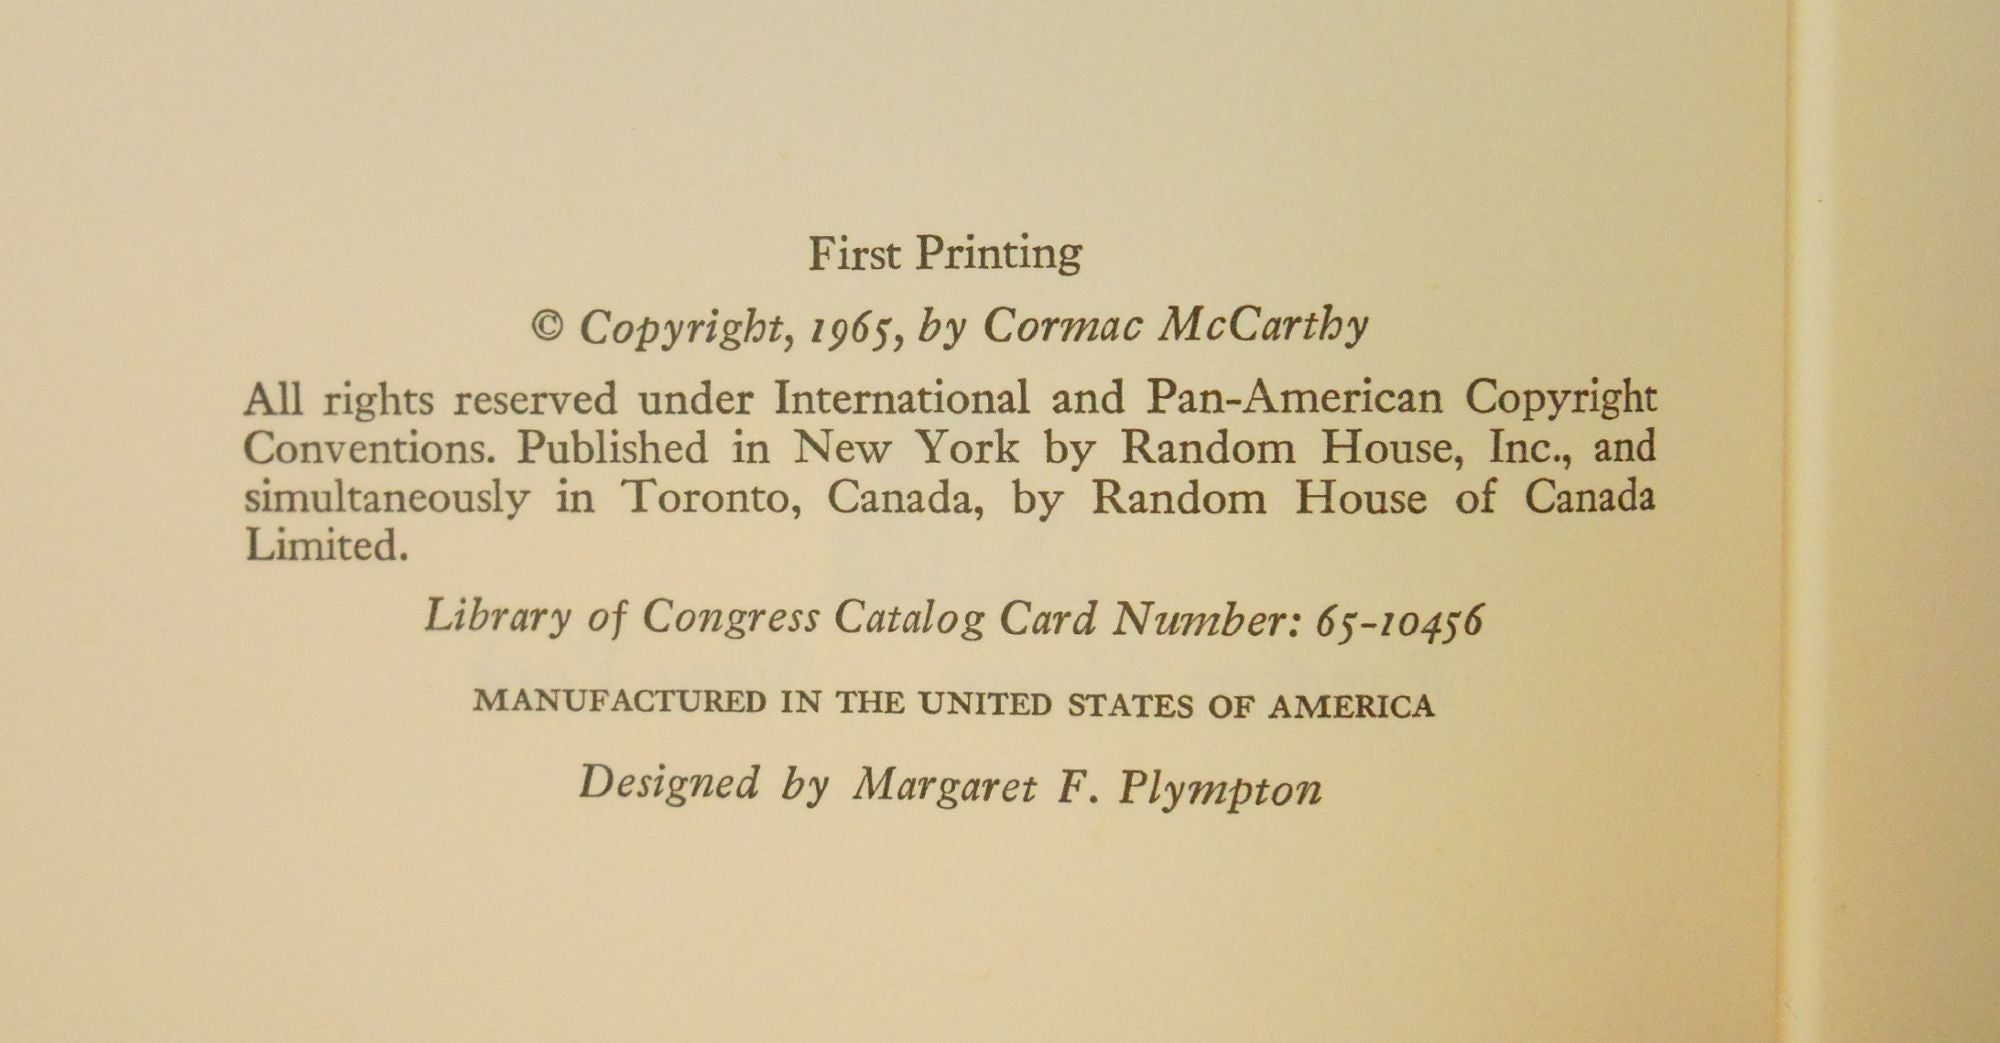 First Printing
© Copyright, 1965, by Cormac McCarthy
All rights reserved under International and Pan-American Copyright
Conventions. Published in New York by Random House, Inc., and
simultaneously in Toronto, Canada, by Random House of Canada
Limited.
Library of Congress Catalog Card Number: 65-10456
MANUFACTURED IN THE UNITED STATES OF AMERICA
Designed by Margaret F. Plympton